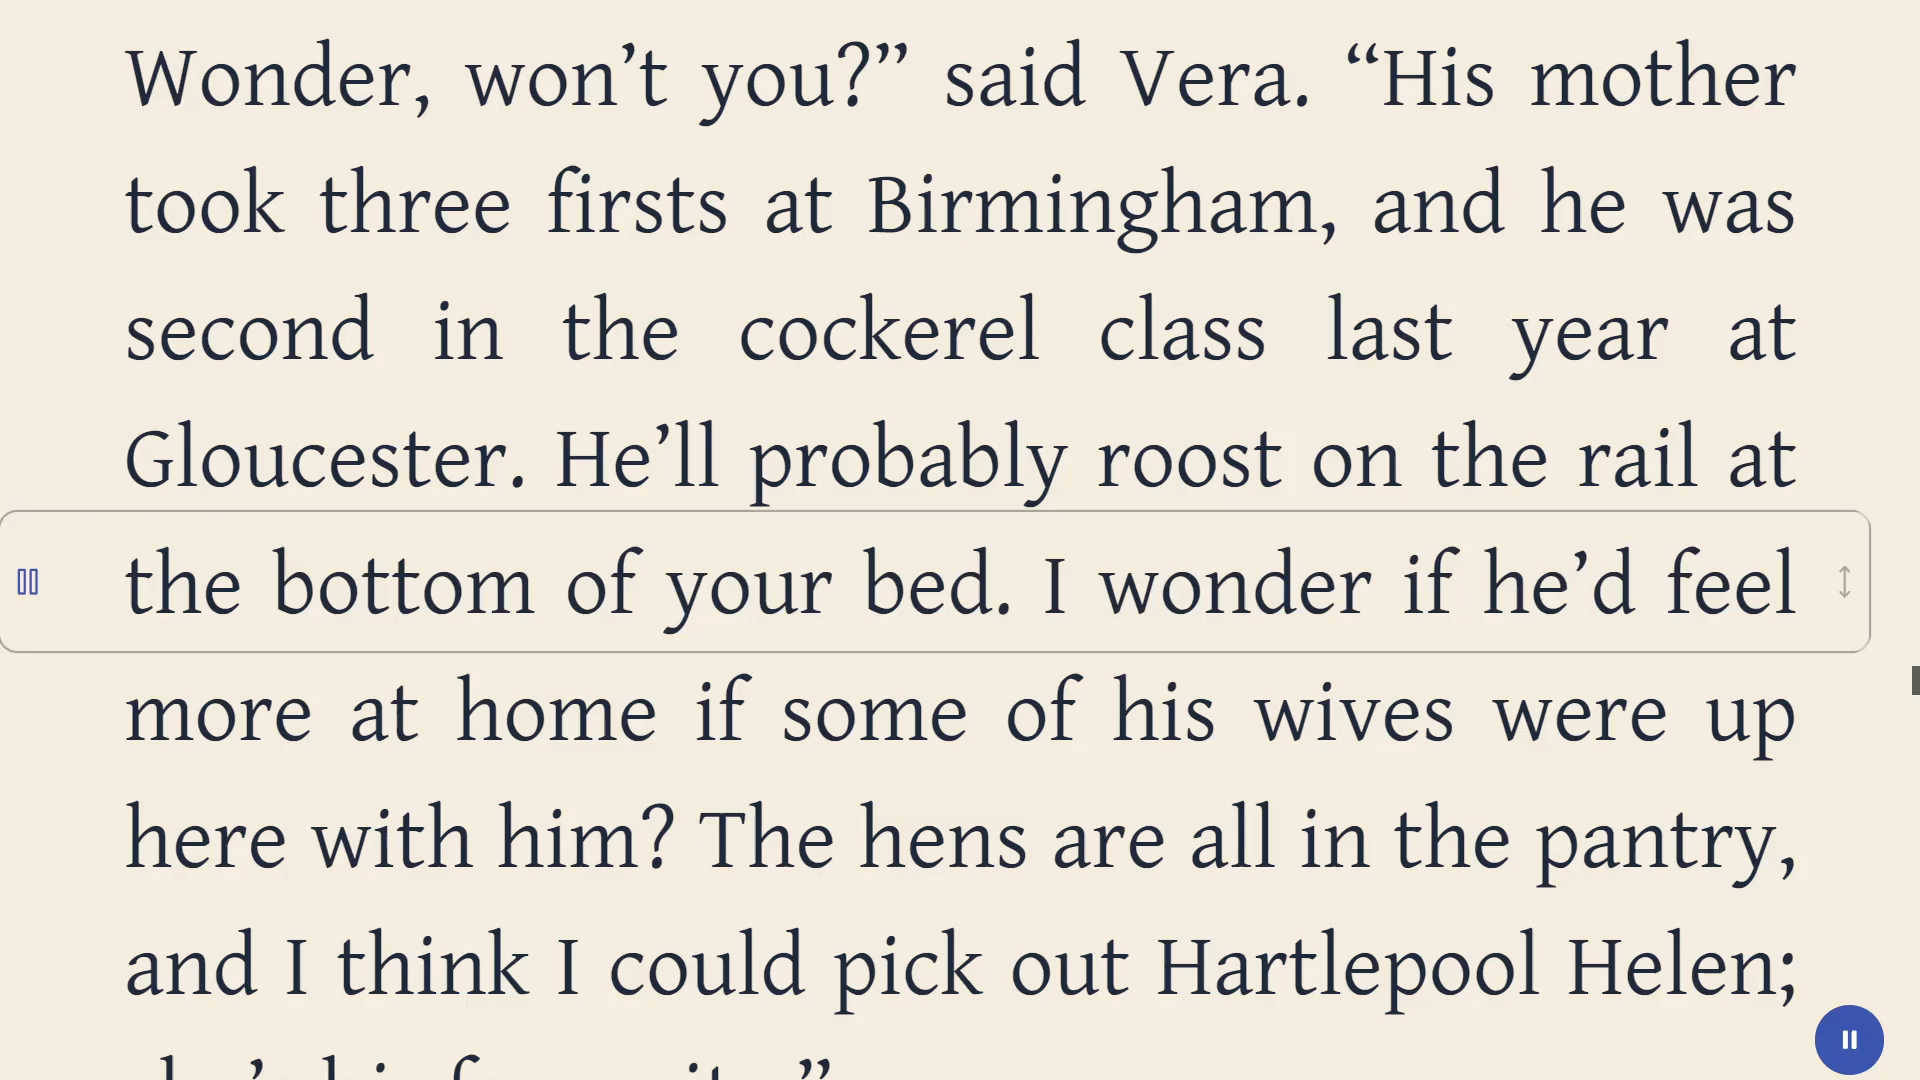 Wonder, won’t you?” said Vera. “His mother
took three firsts at Birmingham, and he was
second in the cockerel class last year at
Gloucester. He’ll probably roost on the rail at
the bottom of your bed. I wonder if he’d feel
more at home if some of his wives were up
here with him? The hens are all in the pantry,
and I think I could pick out Hartlepool Helen;
she’s his favourite.”